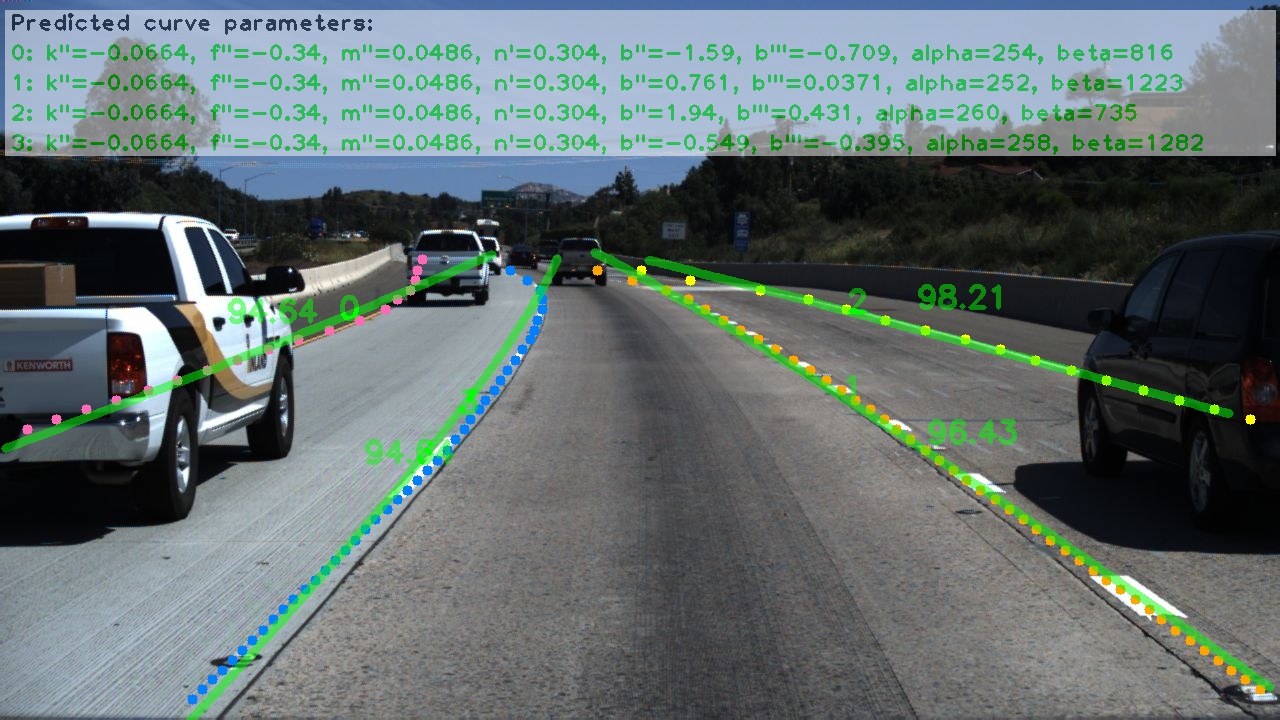 Predicted curve parameters:
0: k''=-0.0664, f''=-0.34, m''=0.0486, n'=0.304, b''=-1.59, b'''=-0.709, alpha=254, beta=816
1: k''=-0.0664, f''=-0.34, m''=0.0486, n'=0.304, b''=0.761, b'''=0.0371, alpha=252, beta=1223
2: k''=-0.0664, f''=-0.34, m''=0.0486, n'=0.304, b''=1.94, b'''=0.431, alpha=260, beta=735
3: k''=-0.0664, f''=-0.34, m''=0.0486, n'=0.304, b''=-0.549, b'''=-0.395, alpha=258, beta=1282
94.64 0
2 98.21
KENWORTH
1
96.43